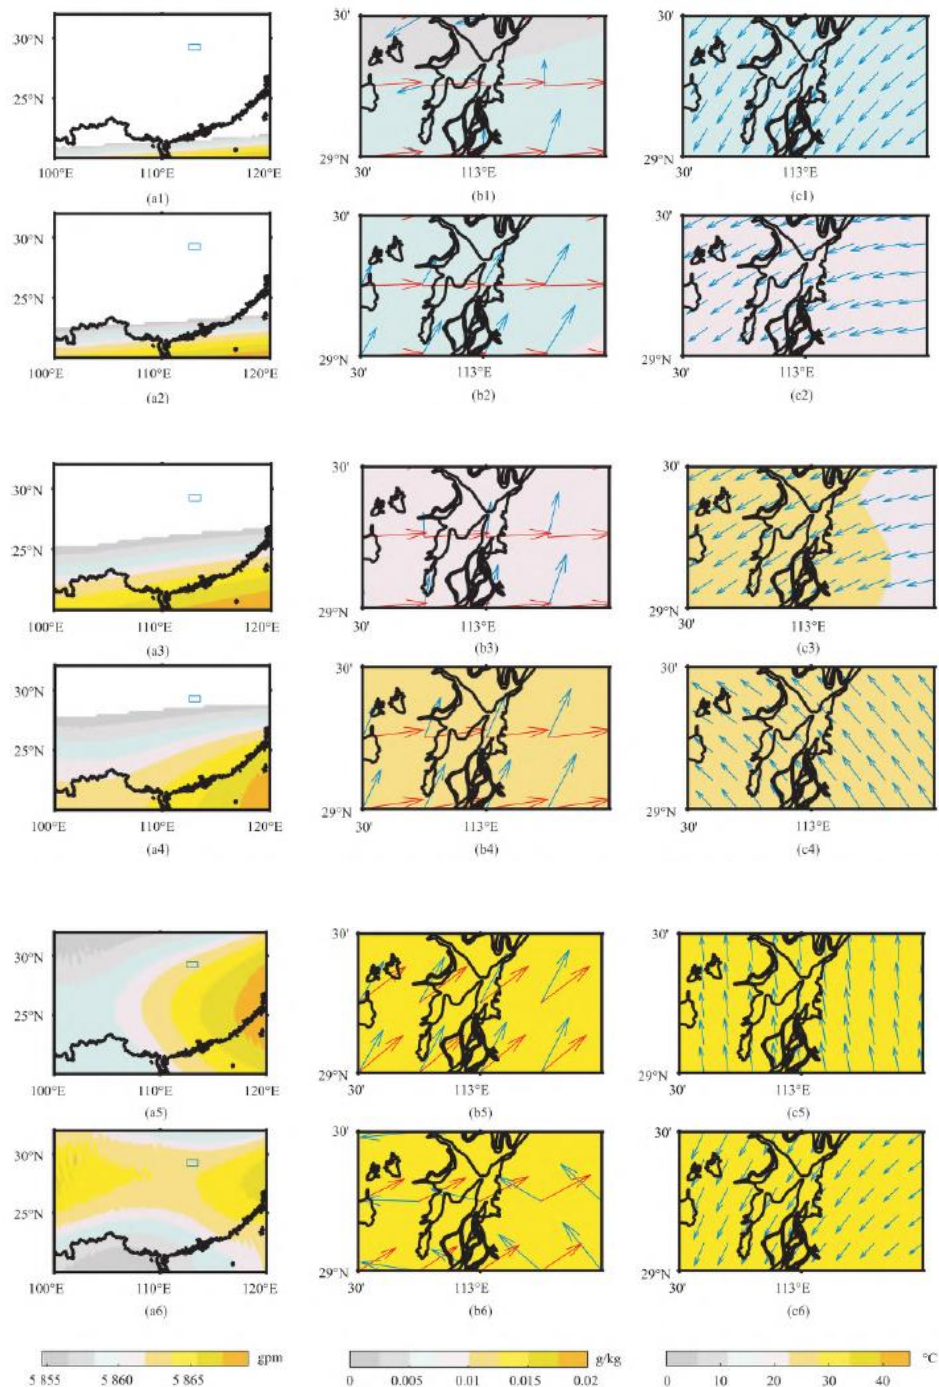 30°N 30' 30'
25°N
29°N 29°N
100°E 110°E 120°E 30' 113°E 30' 113°E
(a1) (b1) (c1)
30°N 30' 30'
25°N
29°N 29°N
100°E 110°E 120°E 30' 113°E 30' 113°E
(a2) (b2) (c2)
30°N 30' 30'
25°N
29°N 29°N
100°E 110°E 120°E 30' 113°E 30' 113°E
(a3) (b3) (c3)
30°N 30' 30'
25°N
29°N 29°N
100°E 110°E 120°E 30' 113°E 30' 113°E
(a4) (b4) (c4)
30°N 30' 30'
25°N
29°N 29°N
100°E 110°E 120°E 30' 113°E 30' 113°E
(a5) (b5) (c5)
30°N 30' 30'
25°N
29°N 29°N
100°E 110°E 120°E 30' 113°E 30' 113°E
(a6) (b6) (c6)
gpm g/kg °C
5 855 5 860 5 865 0 0.005 0.01 0.015 0.02 0 10 20 30 40